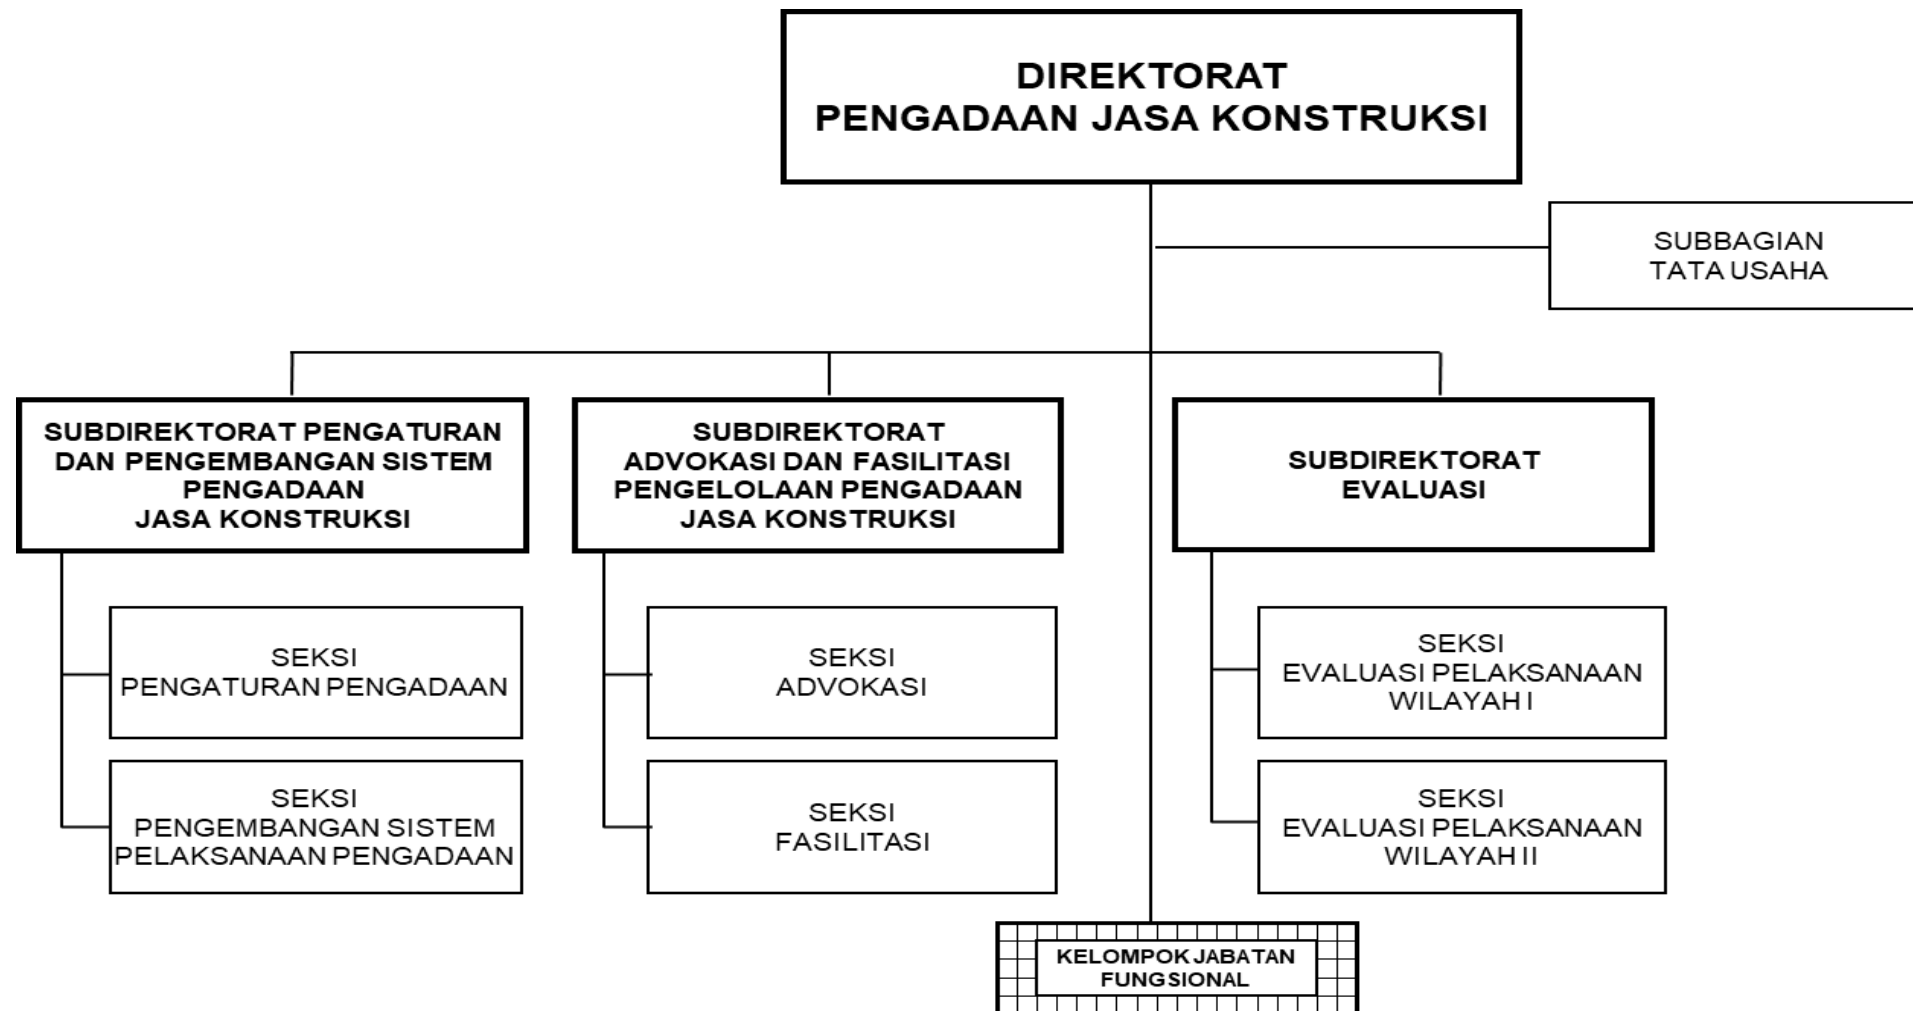 DIREKTORAT
PENGADAAN JASA KONSTRUKSI
SUBBAGIAN
TATA USAHA
SUBDIREKTORAT PENGATURAN
DAN PENGEMBANGAN SISTEM
PENGADAAN
JASA KONSTRUKSI
SUBDIREKTORAT
ADVOKASI DAN FASILITASI
PENGELOLAAN PENGADAAN
JASA KONSTRUKSI
SUBDIREKTORAT
EVALUASI
SEKSI
PENGATURAN PENGADAAN
SEKSI
ADVOKASI
SEKSI
EVALUASI PELAKSANAAN
WILAYAH I
SEKSI
PENGEMBANGAN SISTEM
PELAKSANAAN PENGADAAN
SEKSI
FASILITASI
SEKSI
EVALUASI PELAKSANAAN
WILAYAH II
KELOMPOK JABATAN
FUNGSIONAL